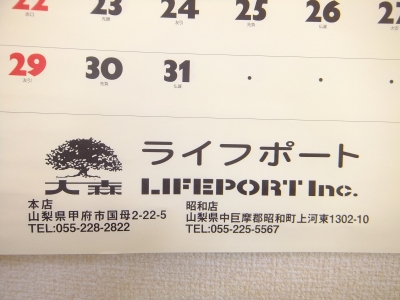 22 23 24 25 26 27
29 30 31
友引
ライフポート
大森 LIFEPORT Inc.
本店
山梨県甲府市国母2-22-5
TEL:055-228-2822
昭和店
山梨県中巨摩郡昭和町上河東1302-10
TEL:055-225-5567